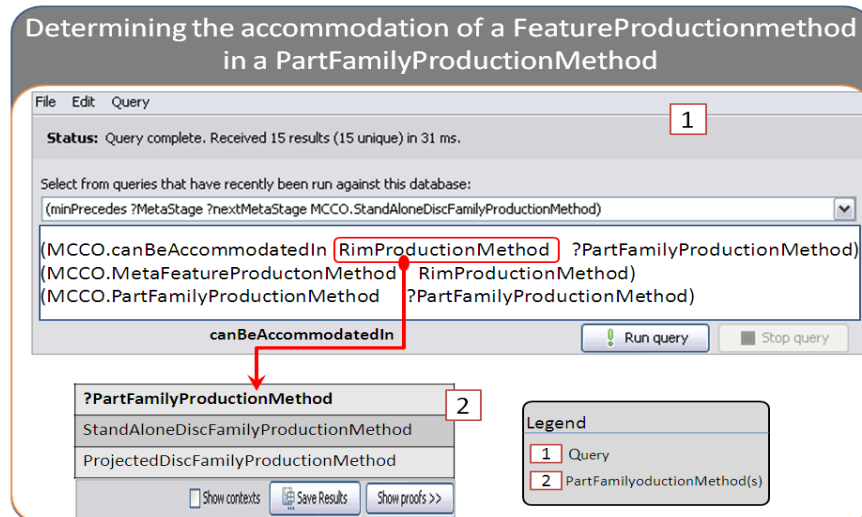 Determining the accommodation of a FeatureProductionmethod
in a PartFamilyProductionMethod
File Edit Query
1
Status: Query complete. Received 15 results (15 unique) in 31 ms.
Select from queries that have recently been run against this database:
(minPrecedes ?MetaStage ?nextMetaStage MCCO.StandAloneDiscFamilyProductionMethod)
(MCCO.canBeAccommodatedIn RimProductionMethod ?PartFamilyProductionMethod)
(MCCO.MetaFeatureProductonMethod RimProductionMethod)
(MCCO.PartFamilyProductionMethod ?PartFamilyProductionMethod)
canBeAccommodatedIn
Run query
Stop query
?PartFamilyProductionMethod
2
StandAloneDiscFamilyProductionMethod
ProjectedDiscFamilyProductionMethod
Show contexts
Save Results
Show proofs >>
Legend
1 Query
2 PartFamilyoductionMethod(s)